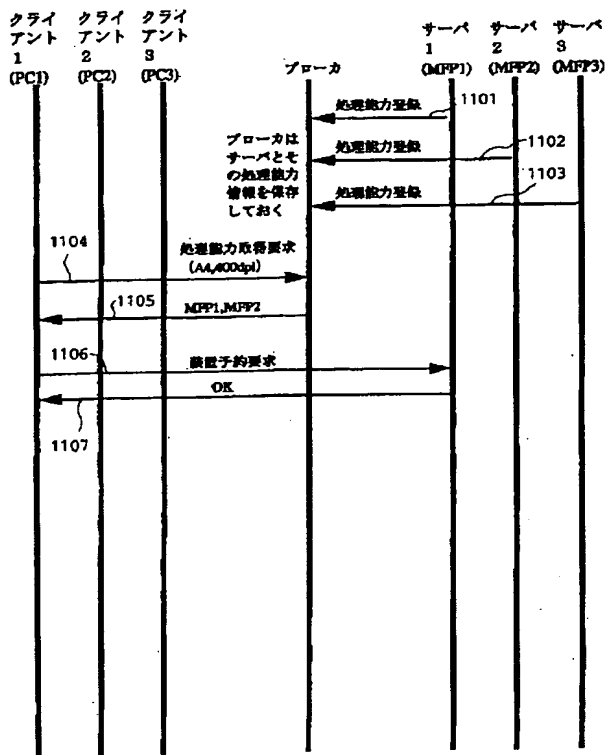 クライ
アント
1
(PC1)
クライ
アント
2
(PC2)
クライ
アント
3
(PC3)
ブローカ
サーバ
1
(MFP1)
サーバ
2
(MFP2)
サーバ
3
(MFP3)
処理能力登録
1101
ブローカは
サーバとそ
の処理能力
情報を保存
しておく
処理能力登録
1102
処理能力登録
1103
1104
処理能力取得要求
(A4,400dpi)
1105
MFP1,MFP2
1106
装置予約要求
OK
1107